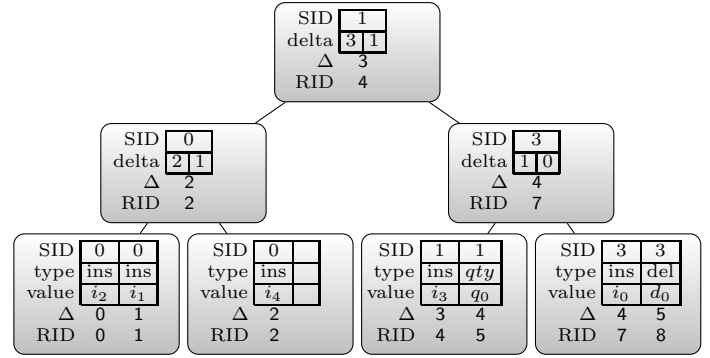 SID 1
delta 3 1
Δ 3
RID 4
SID 0
delta 2 1
Δ 2
RID 2
SID 3
delta 1 0
Δ 4
RID 7
SID 0 0
type ins ins
value i₂ i₁
Δ 0 1
RID 0 1
SID 0
type ins
value i₄
Δ 2
RID 2
SID 1 1
type ins qty
value i₃ q₀
Δ 3 4
RID 4 5
SID 3 3
type ins del
value i₀ d₀
Δ 4 5
RID 7 8